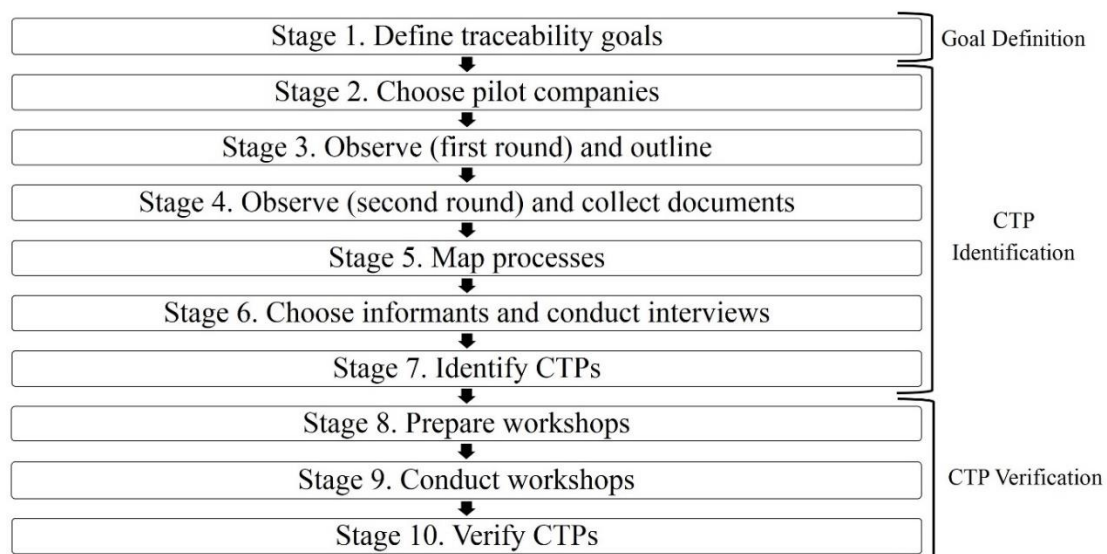 Stage 1. Define traceability goals
Goal Definition
Stage 2. Choose pilot companies
Stage 3. Observe (first round) and outline
Stage 4. Observe (second round) and collect documents
Stage 5. Map processes
Stage 6. Choose informants and conduct interviews
Stage 7. Identify CTPs
CTP
Identification
Stage 8. Prepare workshops
Stage 9. Conduct workshops
Stage 10. Verify CTPs
CTP Verification